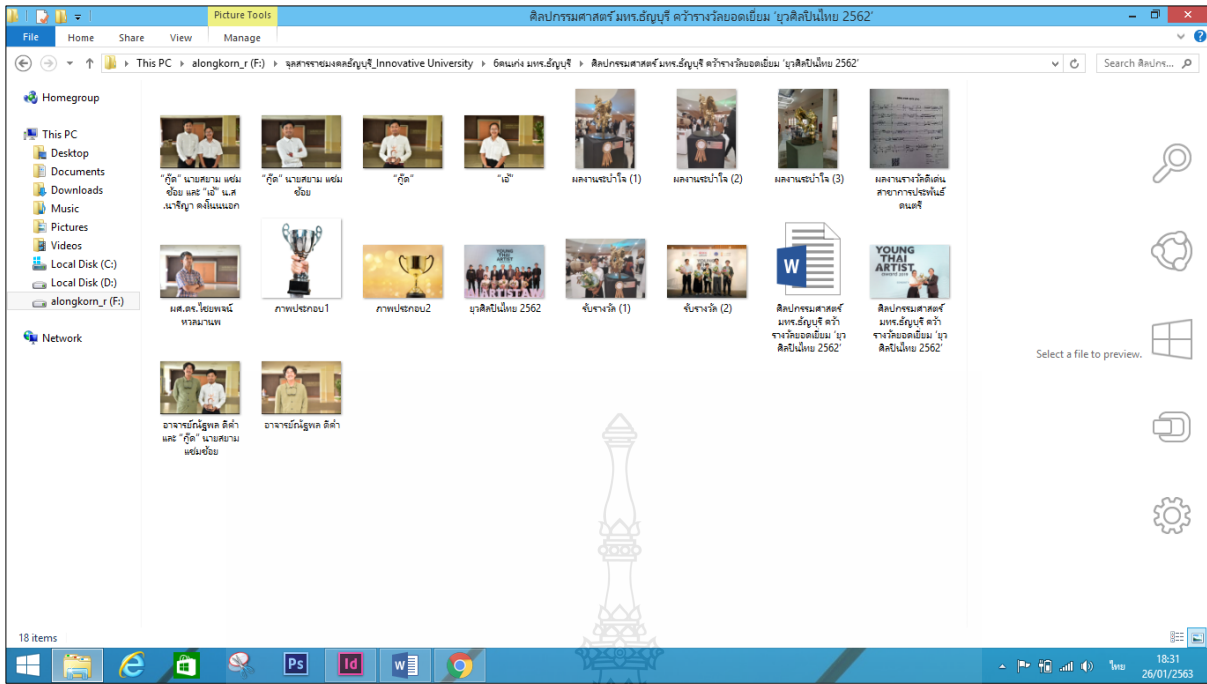 Picture Tools
ศิลปกรรมศาสตร์ มทร.ธัญบุรี คว้ารางวัลยอดเยี่ยม ‘ยุวศิลปินไทย 2562’
File Home Share View Manage
This PC alongkorn_r (F:) จุลสารราชมงคลธัญบุรี_Innovative University 6คนเก่ง มทร.ธัญบุรี ศิลปกรรมศาสตร์ มทร.ธัญบุรี คว้ารางวัลยอดเยี่ยม ‘ยุวศิลปินไทย 2562’
Search ศิลปกร...
Homegroup
This PC
Desktop
Documents
Downloads
Music
Pictures
Videos
Local Disk (C:)
Local Disk (D:)
alongkorn_r (F:)
Network
“กู๊ด” นายสยาม แช่ม
ช้อย และ “เอ้” น.ส
.นาริญา คงโนนนอก
“กู๊ด” นายสยาม แช่ม
ช้อย
“กู๊ด”
“เอ้”
ผลงานระบำใจ (1)
ผลงานระบำใจ (2)
ผลงานระบำใจ (3)
ผลงานรางวัลดีเด่น
สาขาการประพันธ์
ดนตรี
ผศ.ดร.ไชยพจน์
หวลมานพ
ภาพประกอบ1
ภาพประกอบ2
YOUNG
THAI
ARTIST
ยุวศิลปินไทย 2562
รับรางวัล (1)
รับรางวัล (2)
W
ศิลปกรรมศาสตร์
มทร.ธัญบุรี คว้า
รางวัลยอดเยี่ยม ‘ยุว
ศิลปินไทย 2562’
YOUNG
THAI
ARTIST
ศิลปกรรมศาสตร์
มทร.ธัญบุรี คว้า
รางวัลยอดเยี่ยม ‘ยุว
ศิลปินไทย 2562’
อาจารย์ณัฐพล ดีคำ
และ “กู๊ด” นายสยาม
แช่มช้อย
อาจารย์ณัฐพล ดีคำ
Select a file to preview.
18 items
Ps Id W
ไทย
18:31
26/01/2563